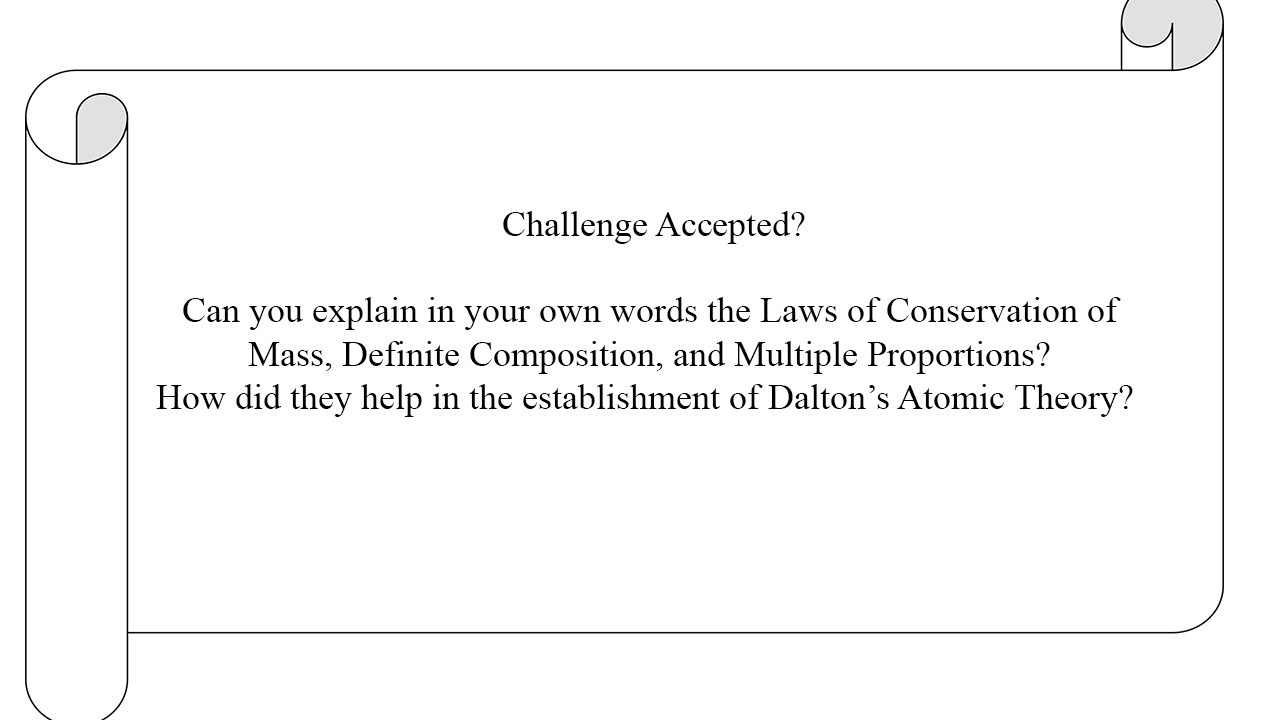 Challenge Accepted?
Can you explain in your own words the Laws of Conservation of
Mass, Definite Composition, and Multiple Proportions?
How did they help in the establishment of Dalton’s Atomic Theory?